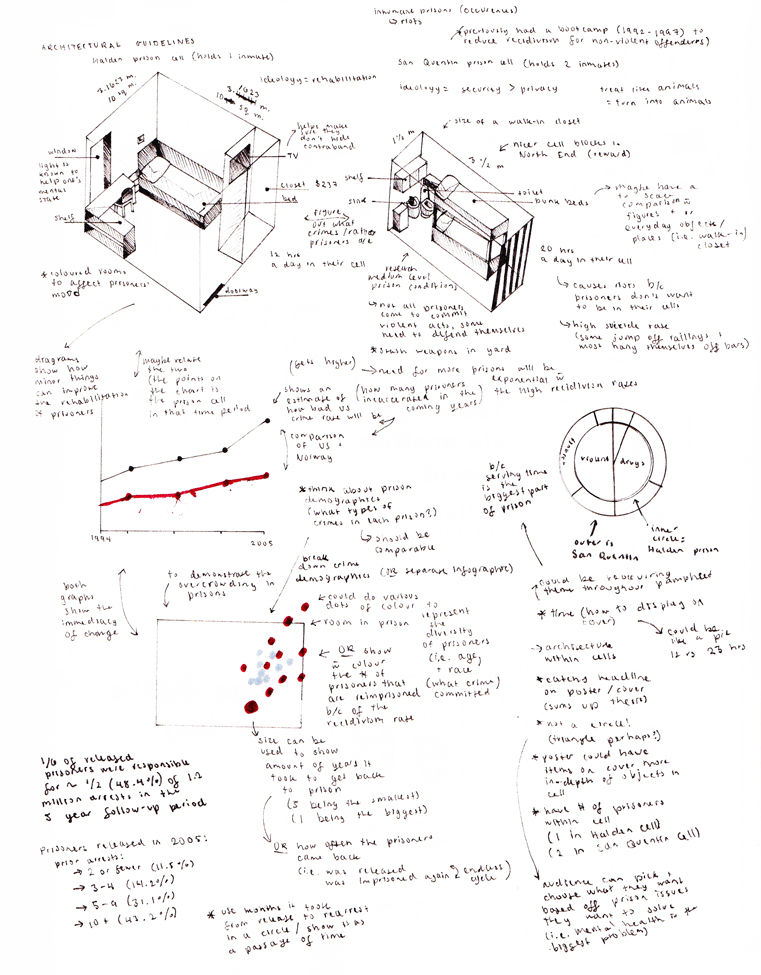 ARCHITECTURAL GUIDELINES
Halden prison cell (holds 1 inmate)
ideology = rehabilitation
3.1623 m.
10 sq. m.
3.1623 m.
window
light is
known to
help one's
mental
state
shelf
helps make
sure they
don't hide
contraband
TV
closet $237
bed
figure
out what
crimes/
prisoners are
12 hrs
a day in their cell
doorway
* coloured rooms
to affect prisoners'
mood
inhumane prisons (occurences)
↳ riots
* previously had a bootcamp (1992-1997) to
reduce recidivism for non-violent offenders)
San Quentin prison cell (holds 2 inmates)
ideology = security > privacy
treat like animals
= turn into animals
size of a walk-in closet
1 1/2 m
3 1/2 m
nicer cell blocks in
North End (reward)
shelf
sink
toilet
bunk beds
maybe have a
to scale
comparison w
figures + or
everyday objects/
places (i.e. walk-in
closet
20 hrs
a day in their cell
research
medium level
prison conditions
→ not all prisoners
come to commit
violent acts, some
need to defend themselves
* stash weapons in yard
↳ causes riots b/c
prisoners don't want
to be in their cells
↳ high suicide rate
(some jump off railings,
most hang themselves off bars)
diagrams
show how
minor things
can improve
the rehabilitation
of prisoners
maybe relate
the two
(the points on
the chart is
the prison cell
in that time period
(gets higher)
→ need for more prisons will be
exponential w
the high recidivism rates
shows an
estimate of
how bad US
crime rate will be
(how many prisoners
incarcerated in the
coming years)
comparison
of US +
Norway
1994
2005
* think about prison
demographics
(what types of
crimes in each prison?)
↳ should be
comparable
b/c
serving time
is the
biggest part
of prison
violent
drugs
outer is
San Quentin
inner
circle =
Halden prison
both
graphs
show the
immediacy
of change
to demonstrate the
overcrowding in
prisons
break
down crime
demographics (OR separate infographic)
could do various
dots of colour to
represent
the
diversity
of prisoners
(i.e. age,
+ race
(what crime)
committed
room in prison
OR show
w colour
the # of
prisoners that
are reimprisoned
b/c of the
recidivism rate
could be recurring
theme throughout pamphlet
* time (how to display on
cover)
↳ could be
like a pie
12 vs 23 hrs
→ architecture
within cells
* catchy headline
on poster/cover
(sums up thesis)
* not a circle!
(triangle perhaps?)
* poster could have
items on cover more
in-depth of objects in
cell
* have # of prisoners
within cell
(1 in Halden cell)
(2 in San Quentin cell)
audience can pick +
choose what they want
based off prison issues
they want to solve
(i.e. mental health is
biggest problem)
size can be
used to show
amount of years it
took to get back
to prison
(5 being the smallest)
(1 being the biggest)
OR how often the prisoners
came back
(i.e. was released
was imprisoned again
endless
cycle
1/6 of released
prisoners were responsible
for ~ 1/2 (48.4%) of 1.2
million arrests in the
5 year follow-up period
Prisoners released in 2005:
prior arrests:
→ 2 or fewer (11.5%)
→ 3-4 (14.2%)
→ 5-9 (31.1%)
→ 10+ (43.2%)
* use months it took
from release to rearrest
in a circle / show it as
a passage of time